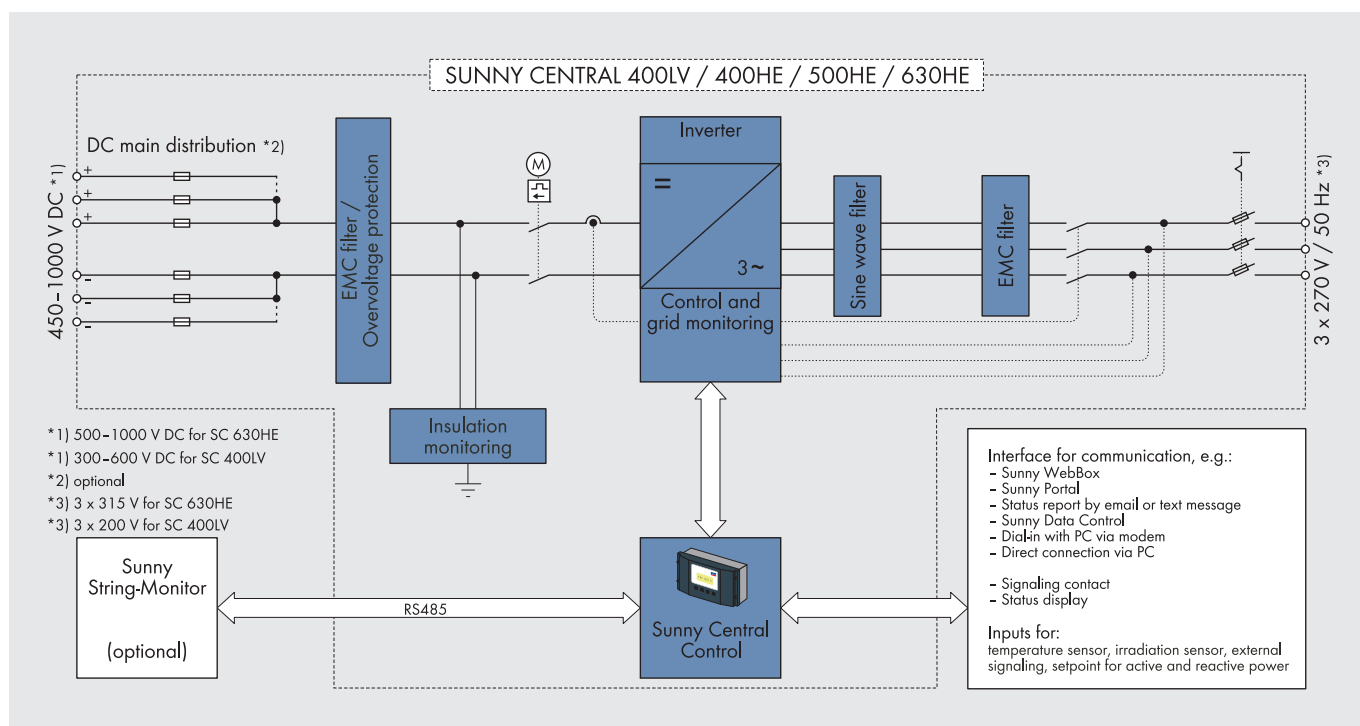 SUNNY CENTRAL 400LV / 400HE / 500HE / 630HE
DC main distribution *2)
450–1000 V DC *1)
+
+
+
-
-
-
EMC filter /
Overvoltage protection
M
Inverter
=
3~
Control and
grid monitoring
Sine wave filter
EMC filter
3 x 270 V / 50 Hz *3)
Insulation
monitoring
*1) 500–1000 V DC for SC 630HE
*1) 300–600 V DC for SC 400LV
*2) optional
*3) 3 x 315 V for SC 630HE
*3) 3 x 200 V for SC 400LV
Sunny
String-Monitor
(optional)
RS485
Sunny Central
Control
Interface for communication, e.g.:
– Sunny WebBox
– Sunny Portal
– Status report by email or text message
– Sunny Data Control
– Dial-in with PC via modem
– Direct connection via PC
– Signaling contact
– Status display
Inputs for:
temperature sensor, irradiation sensor, external
signaling, setpoint for active and reactive power